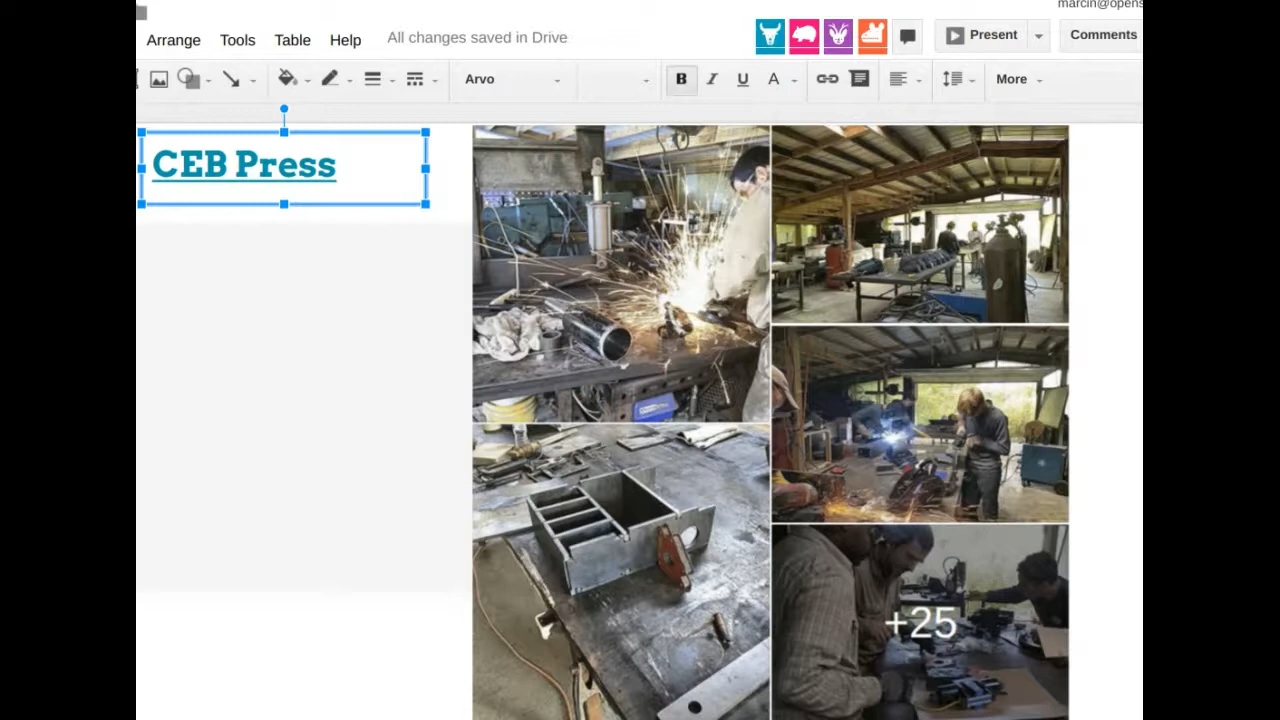 marcin@opens
Arrange Tools Table Help All changes saved in Drive Present Comments
Arvo B I U A More
CEB Press
+25